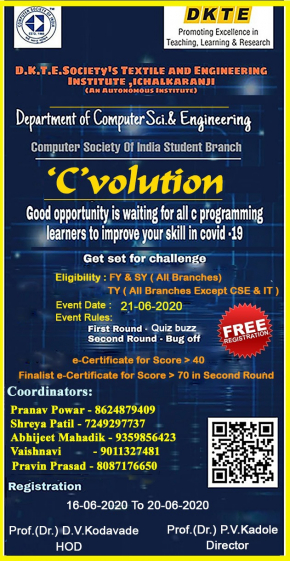 DKTE
Promoting Excellence in
Teaching, Learning & Research
D.K.T.E.Society's Textile and Engineering
Institute ,Ichalkaranji
(An Autonomous Institute)
Department of Computer Sci.& Engineering
Computer Society Of India Student Branch
'C'volution
Good opportunity is waiting for all c programming
learners to improve your skill in covid -19
Get set for challenge
Eligibility : FY & SY ( All Branches)
TY ( All Branches Except CSE & IT )
Event Date : 21-06-2020
Event Rules:
First Round - Quiz buzz
Second Round - Bug off
FREE
REGISTRATION
e-Certificate for Score > 40
Finalist e-Certificate for Score > 70 in Second Round
Coordinators:
Pranav Powar - 8624879409
Shreya Patil - 7249297737
Abhijeet Mahadik - 9359856423
Vaishnavi - 9011327481
Pravin Prasad - 8087176650
Registration
16-06-2020 To 20-06-2020
Prof.(Dr.) D.V.Kodavade
HOD
Prof.(Dr.) P.V.Kadole
Director